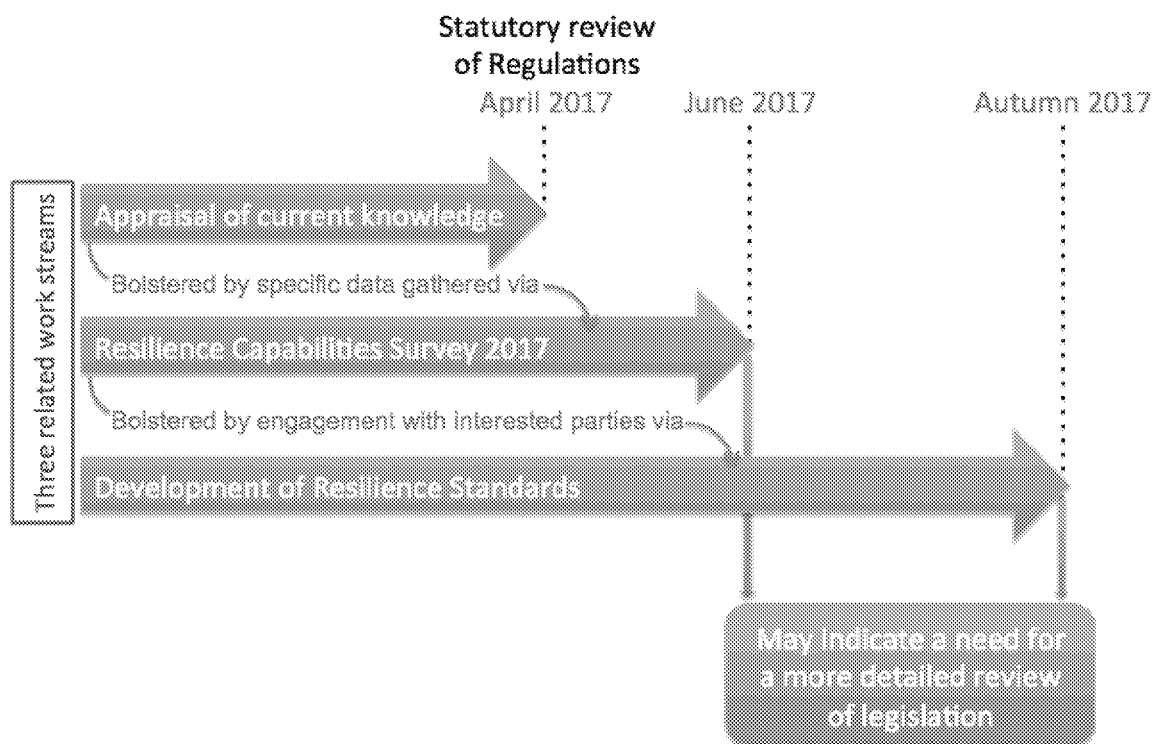 Statutory review
of Regulations
April 2017
June 2017
Autumn 2017
Three related work streams
Appraisal of current knowledge
Bolstered by specific data gathered via
Resilience Capabilities Survey 2017
Bolstered by engagement with interested parties via
Development of Resilience Standards
May indicate a need for
a more detailed review
of legislation